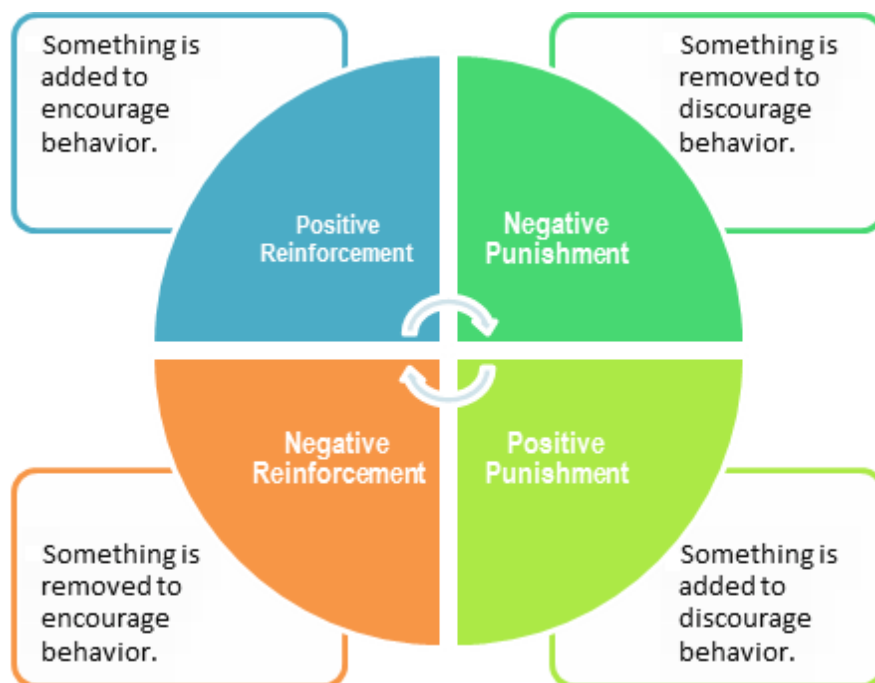 Something is
added to
encourage
behavior.
Something is
removed to
discourage
behavior.
Positive
Reinforcement
Negative
Punishment
Negative
Reinforcement
Positive
Punishment
Something is
removed to
encourage
behavior.
Something is
added to
discourage
behavior.